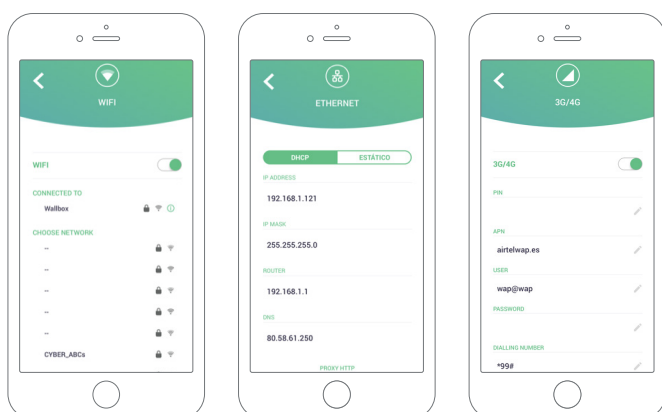 WIFI
WIFI
CONNECTED TO
Wallbox
CHOOSE NETWORK
--
--
--
--
--
CYBER_ABCs
ETHERNET
DHCP ESTÁTICO
IP ADDRESS
192.168.1.121
IP MASK
255.255.255.0
ROUTER
192.168.1.1
DNS
80.58.61.250
PROXY HTTP
3G/4G
3G/4G
PIN
APN
airtelwap.es
USER
wap@wap
PASSWORD
DIALLING NUMBER
*99#